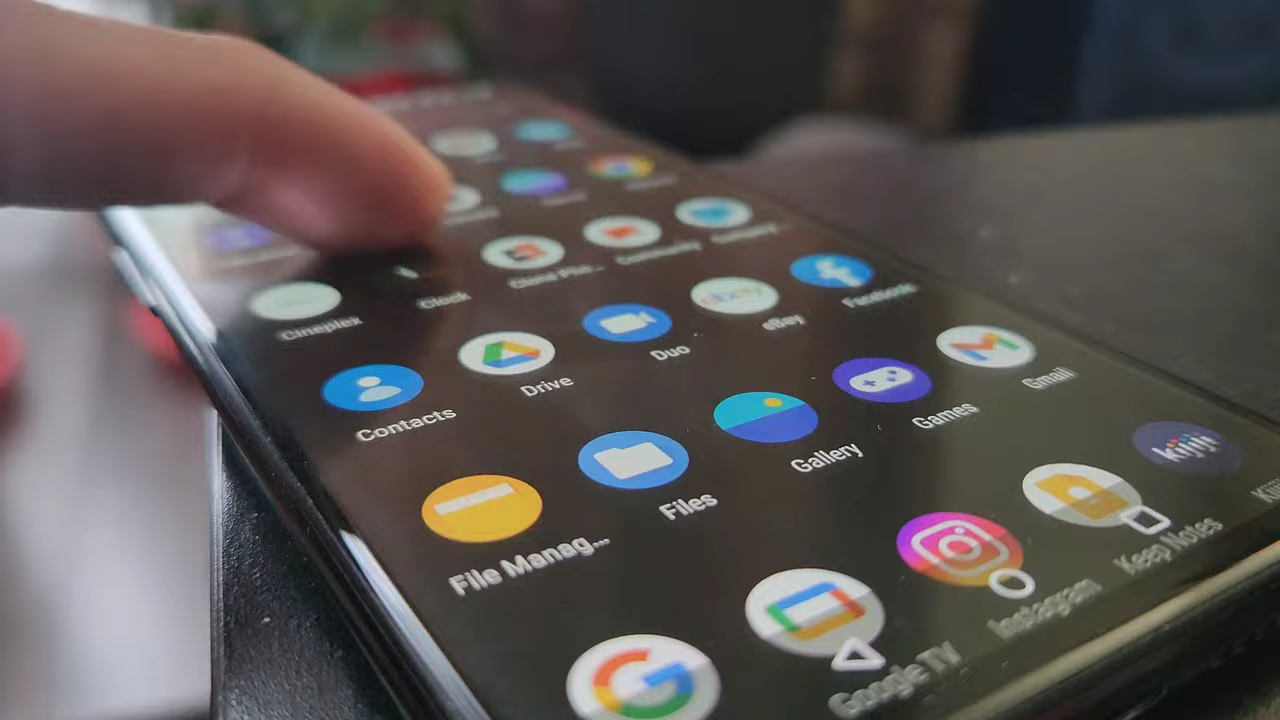 Cineplex
Clock
Clone Pho...
Community
Contacts
Drive
Duo
ebay
eBay
Facebook
File Manag...
Files
Gallery
Games
Gmail
Google TV
Instagram
Keep Notes
kijiji